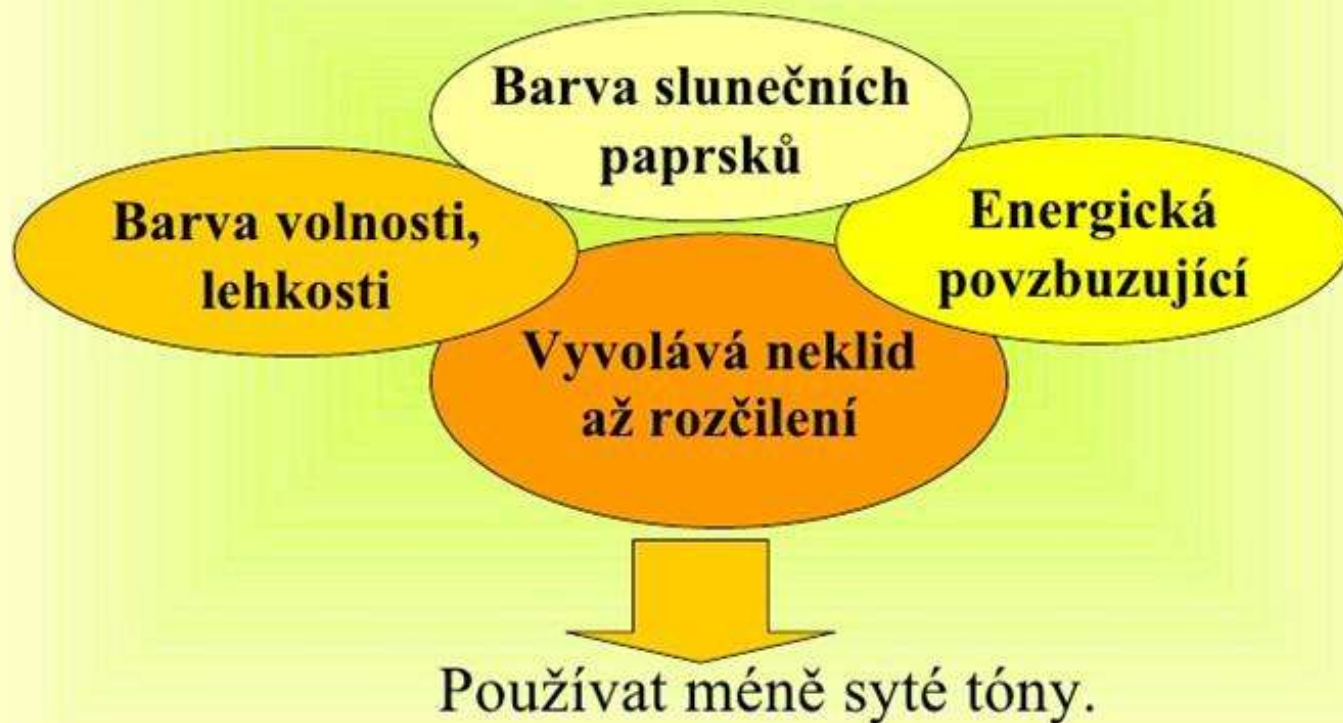 Barva slunečních
paprsků
Barva volnosti,
lehkosti
Energická
povzbuzující
Vyvolává neklid
až rozčilení
Používat méně syté tóny.